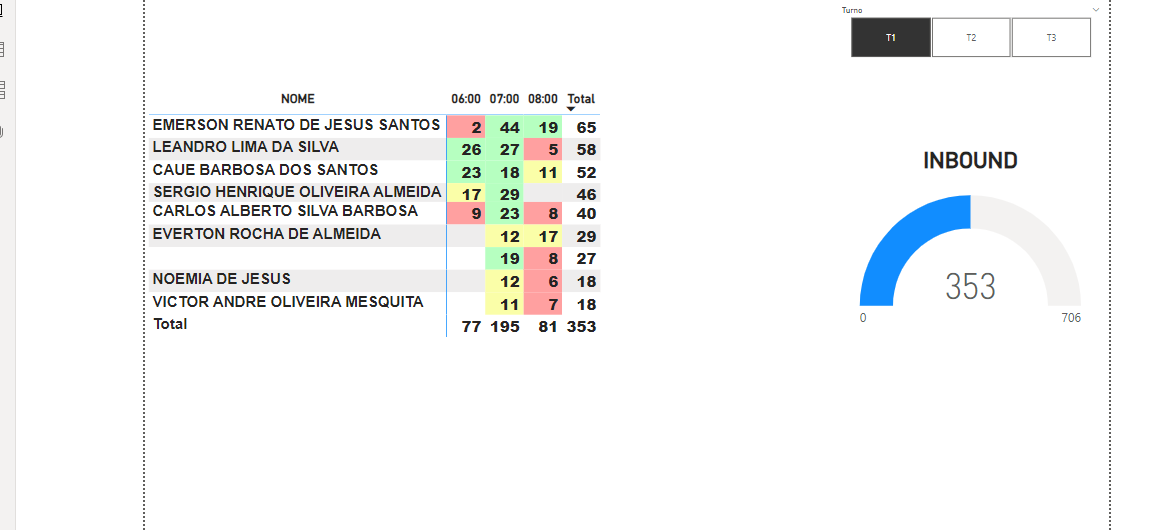 Turno
T1 T2 T3
NOME 06:00 07:00 08:00 Total
EMERSON RENATO DE JESUS SANTOS 2 44 19 65
LEANDRO LIMA DA SILVA 26 27 5 58
CAUE BARBOSA DOS SANTOS 23 18 11 52
SERGIO HENRIQUE OLIVEIRA ALMEIDA 17 29 46
CARLOS ALBERTO SILVA BARBOSA 9 23 8 40
EVERTON ROCHA DE ALMEIDA 12 17 29
19 8 27
NOEMIA DE JESUS 12 6 18
VICTOR ANDRE OLIVEIRA MESQUITA 11 7 18
Total 77 195 81 353
INBOUND
353
0 706